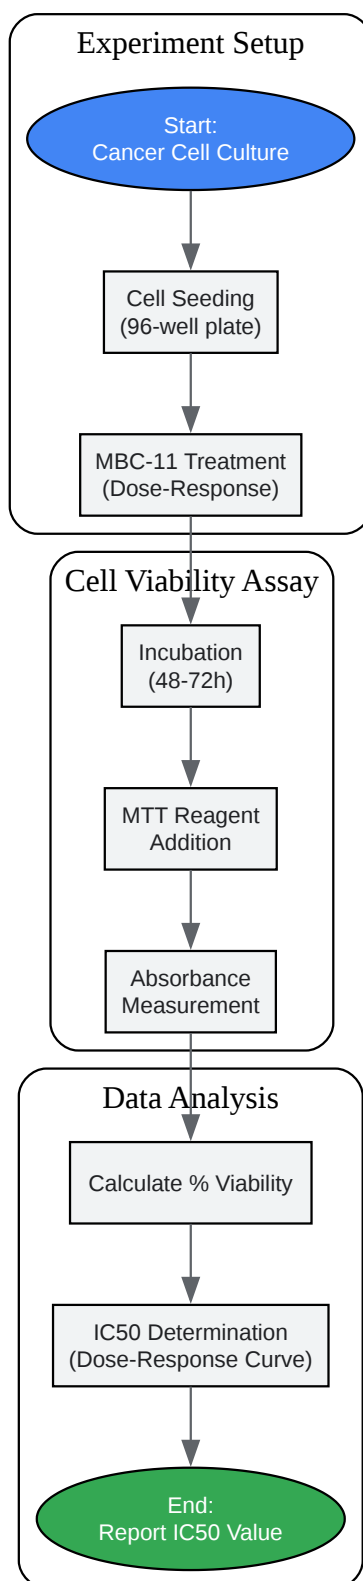 Experiment Setup
Start:
Cancer Cell Culture
Cell Seeding
(96-well plate)
MBC-11 Treatment
(Dose-Response)
Cell Viability Assay
Incubation
(48-72h)
MTT Reagent
Addition
Absorbance
Measurement
Data Analysis
Calculate % Viability
IC50 Determination
(Dose-Response Curve)
End:
Report IC50 Value